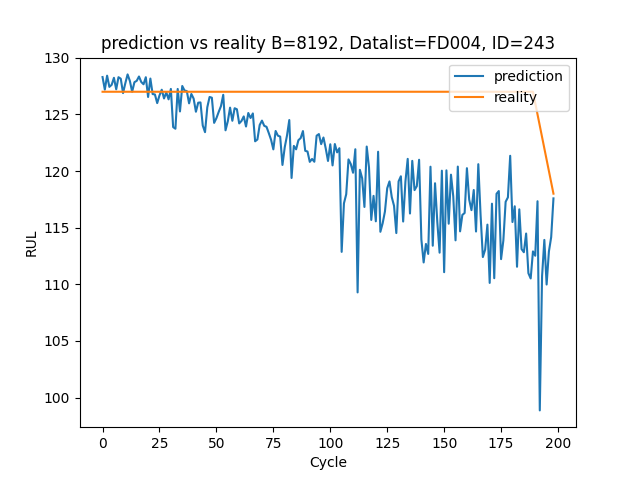 prediction vs reality B=8192, Datalist=FD004, ID=243
prediction
reality
RUL
130
125
120
115
110
105
100
0 25 50 75 100 125 150 175 200
Cycle